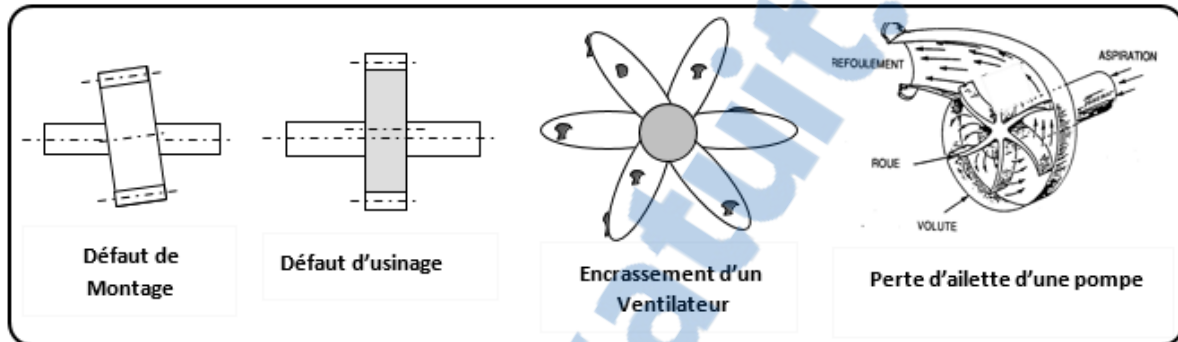 REFOULEMENT
ASPIRATION
ROUE
VOLUTE
Défaut de
Montage
Défaut d'usinage
Encrassement d'un
Ventilateur
Perte d'ailette d'une pompe